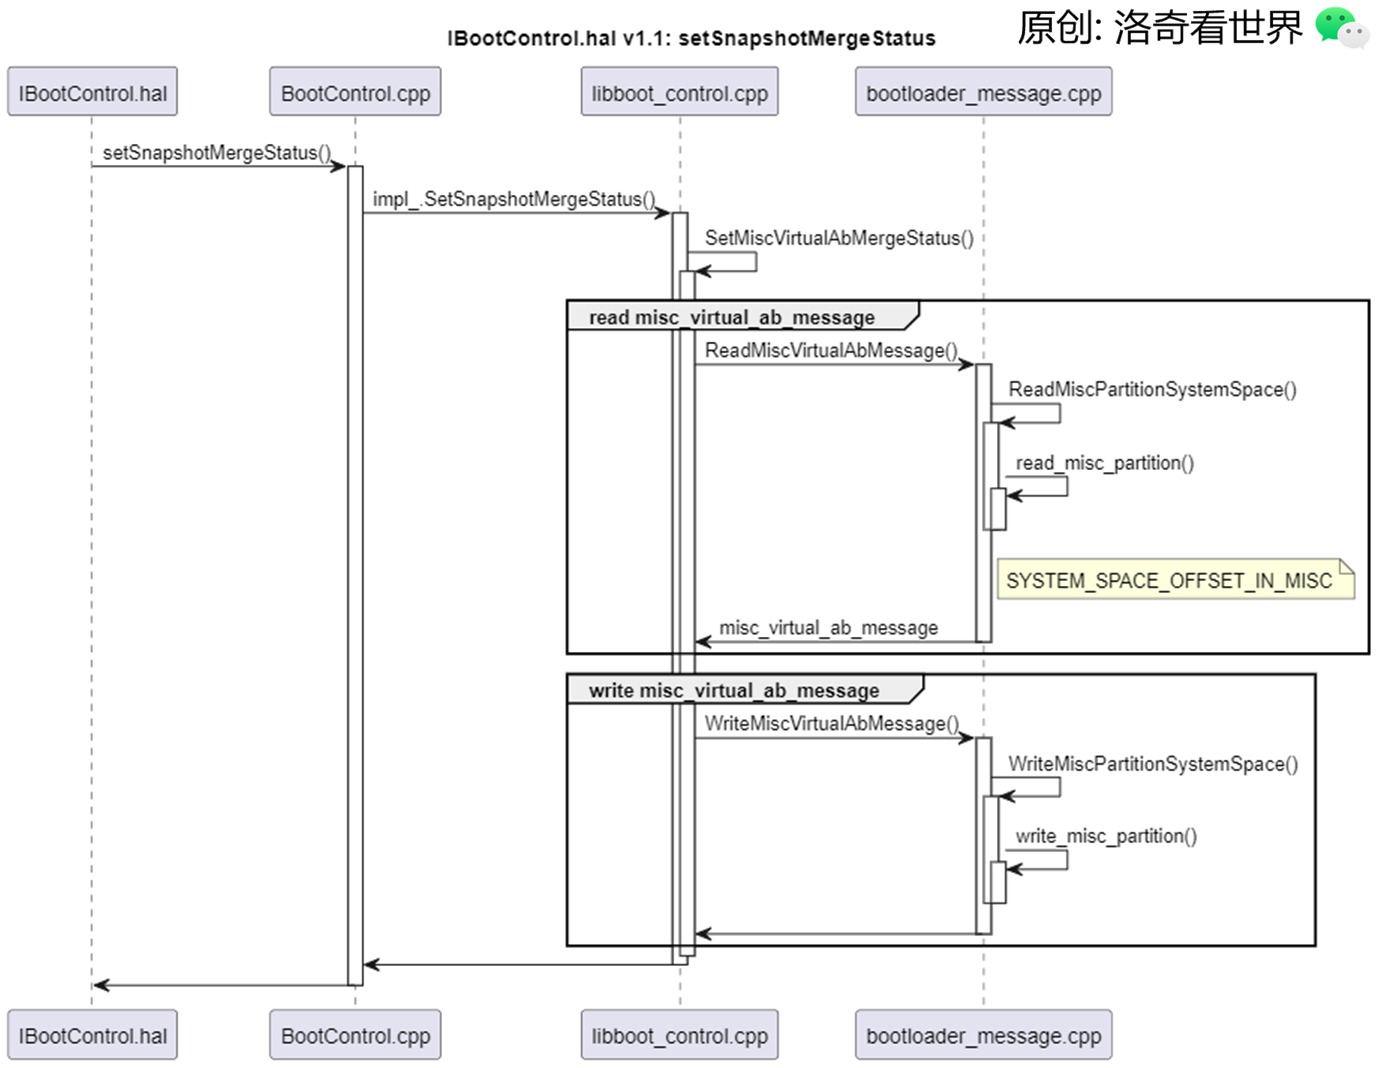 原创: 洛奇看世界
IBootControl.hal v1.1: setSnapshotMergeStatus
IBootControl.hal
BootControl.cpp
libboot_control.cpp
bootloader_message.cpp
setSnapshotMergeStatus()
impl_.SetSnapshotMergeStatus()
SetMiscVirtualAbMergeStatus()
read misc_virtual_ab_message
ReadMiscVirtualAbMessage()
ReadMiscPartitionSystemSpace()
read_misc_partition()
SYSTEM_SPACE_OFFSET_IN_MISC
misc_virtual_ab_message
write misc_virtual_ab_message
WriteMiscVirtualAbMessage()
WriteMiscPartitionSystemSpace()
write_misc_partition()
IBootControl.hal
BootControl.cpp
libboot_control.cpp
bootloader_message.cpp